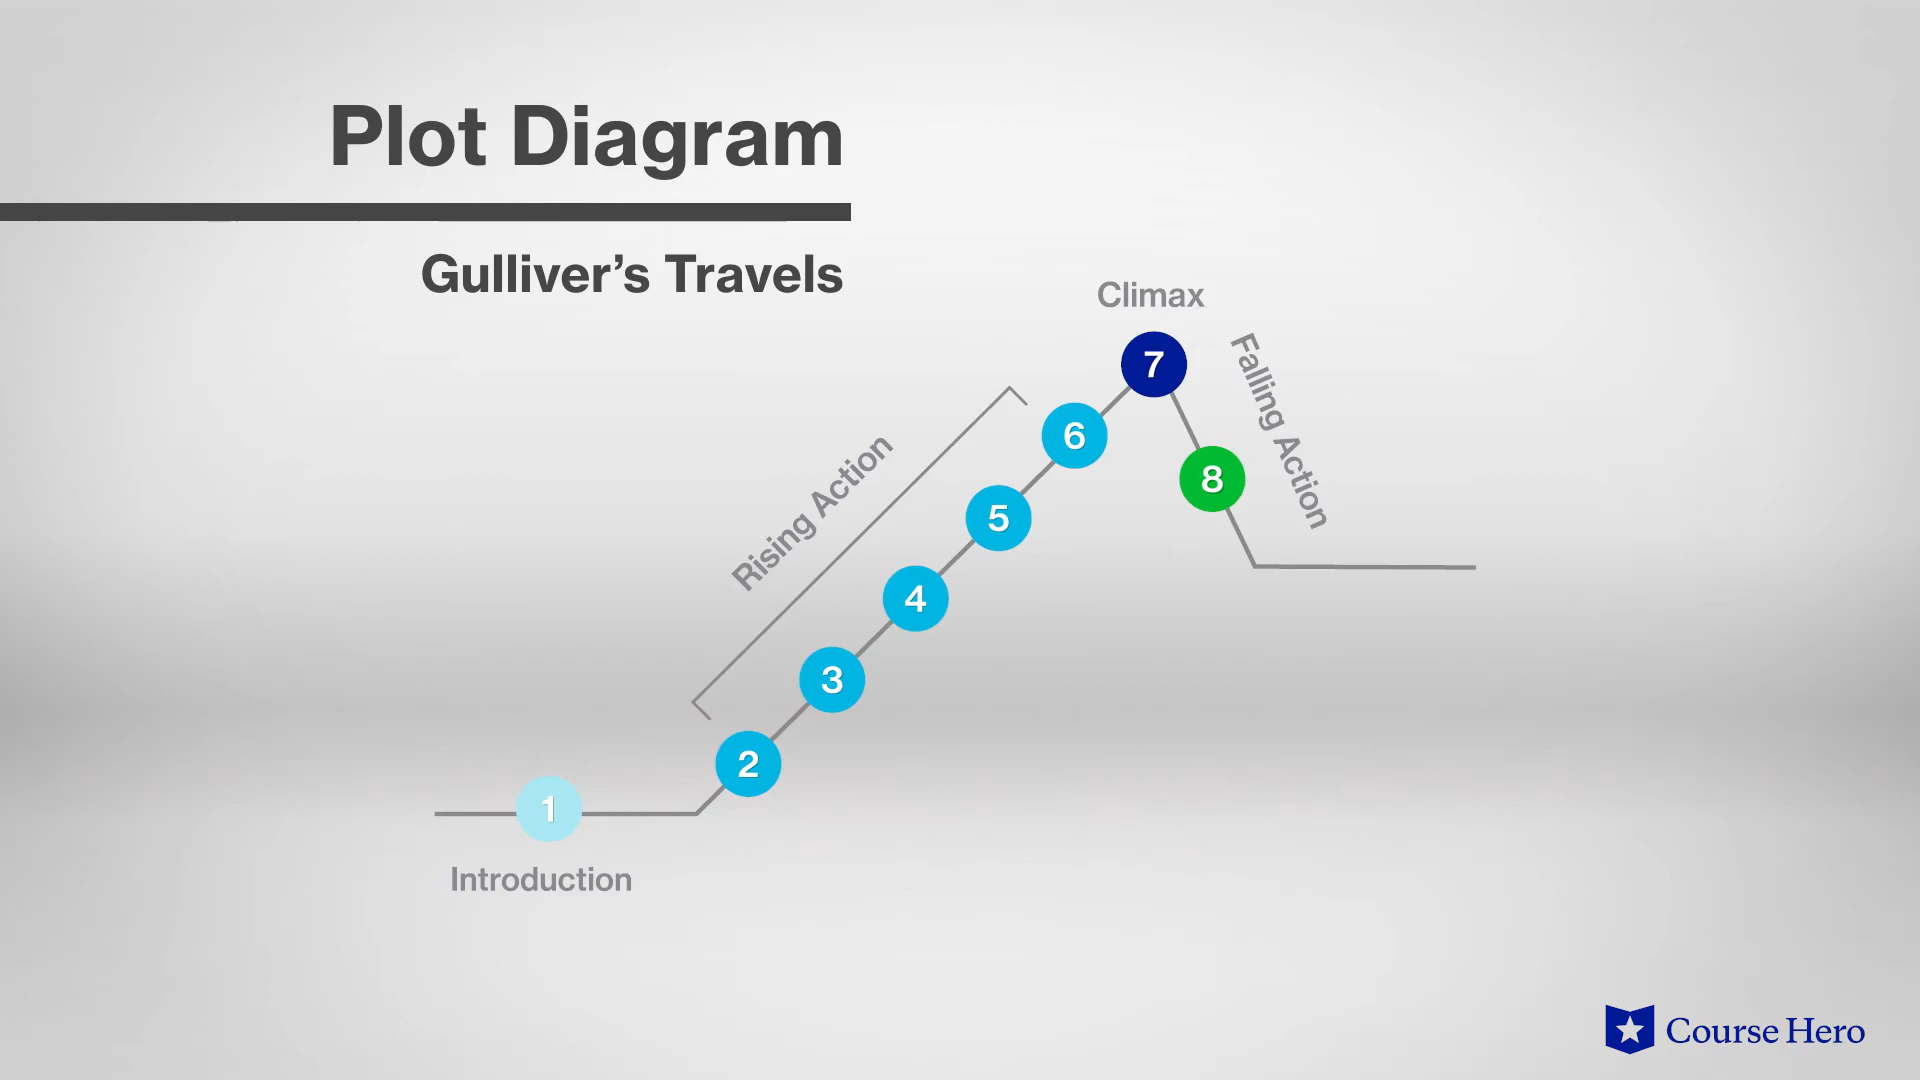 Plot Diagram
Gulliver’s Travels
Climax
7
Falling Action
6
8
Rising Action
5
4
3
2
1
Introduction
Course Hero